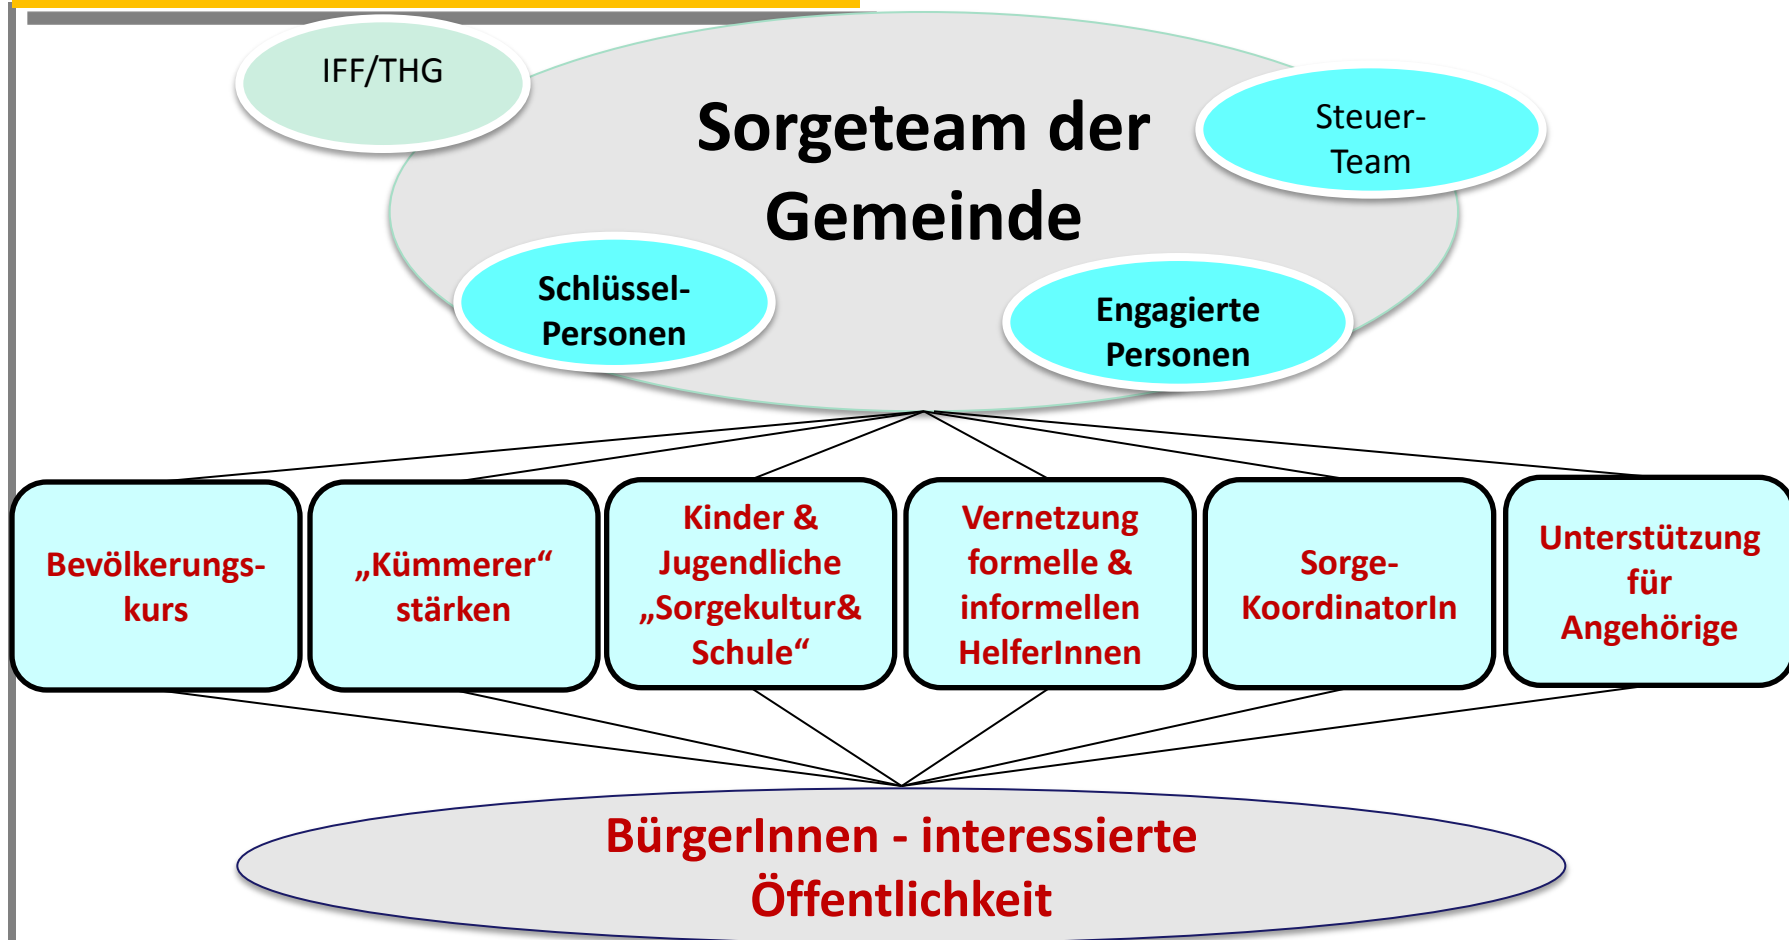 IFF/THG
Sorgeteam der
Gemeinde
Steuer-
Team
Schlüssel-
Personen
Engagierte
Personen
Bevölkerungs-
kurs
„Kümmerer“
stärken
Kinder &
Jugendliche
„Sorgekultur&
Schule“
Vernetzung
formelle &
informellen
HelferInnen
Sorge-
KoordinatorIn
Unterstützung
für
Angehörige
BürgerInnen - interessierte
Öffentlichkeit